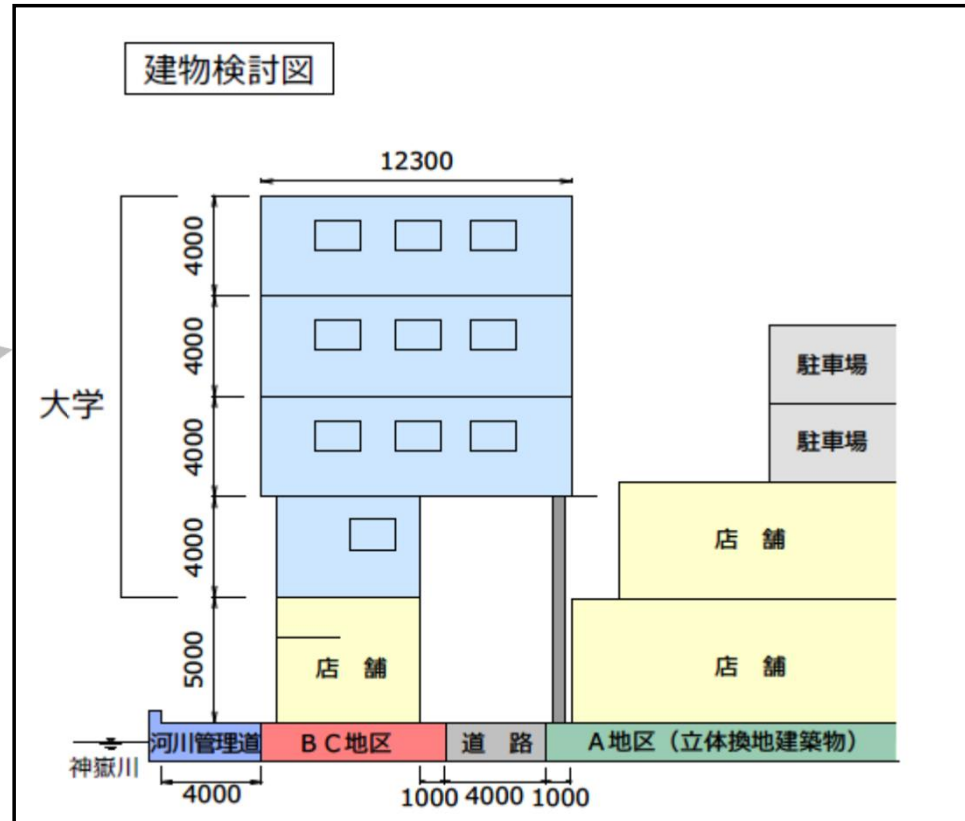 建物検討図
12300
4000
4000
4000
4000
5000
大学
駐車場
駐車場
店 舗
店 舗
店 舗
河川管理道
BC地区
道 路
A地区（立体換地建築物）
神嶽川
4000
1000
4000
1000